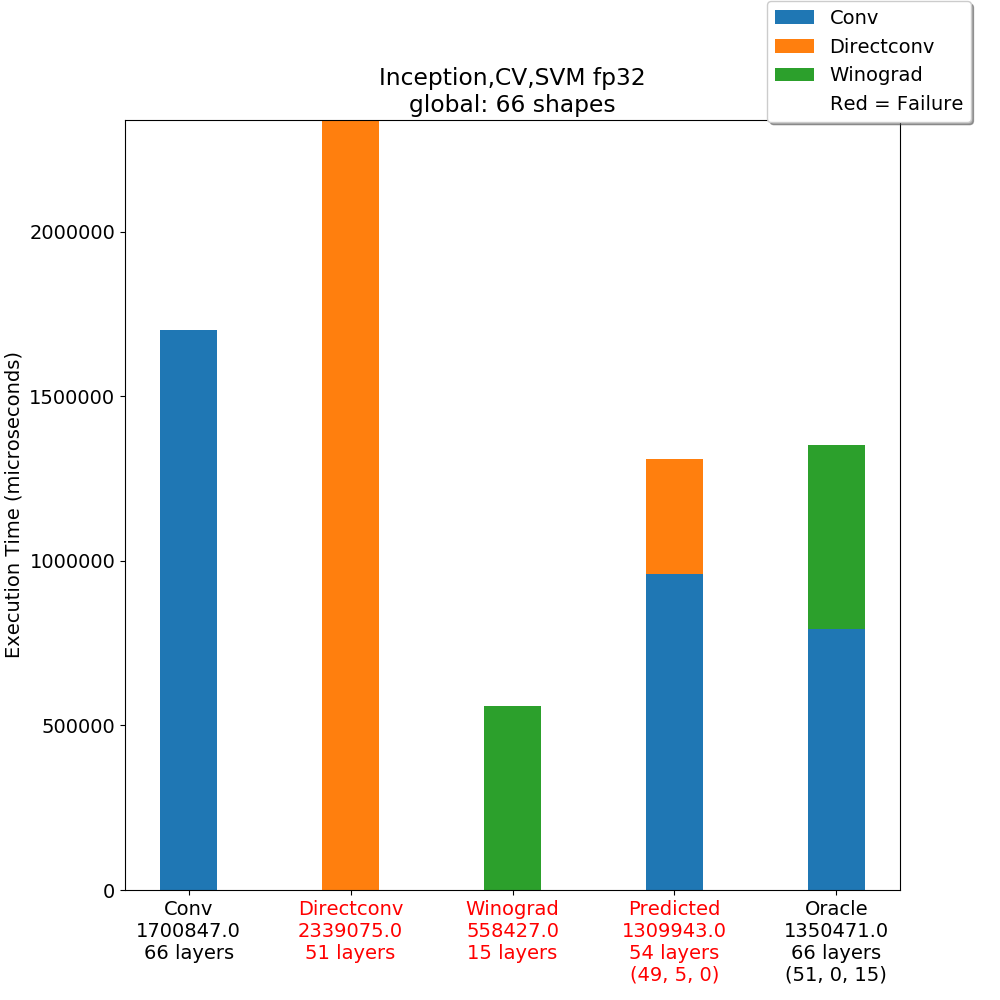 Conv
Directconv
Winograd
Red = Failure
Inception,CV,SVM fp32
global: 66 shapes
Execution Time (microseconds)
2000000
1500000
1000000
500000
0
Conv
1700847.0
66 layers
Directconv
2339075.0
51 layers
Winograd
558427.0
15 layers
Predicted
1309943.0
54 layers
(49, 5, 0)
Oracle
1350471.0
66 layers
(51, 0, 15)